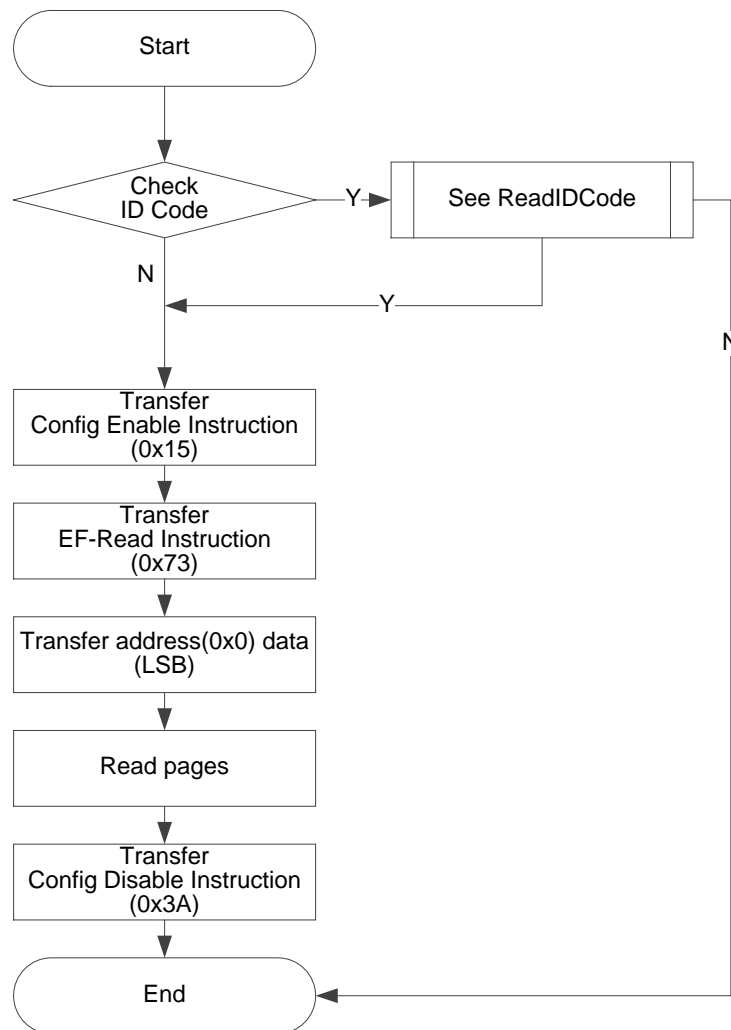 Start
Check
ID Code
Y
See ReadIDCode
N
Y
N
Transfer
Config Enable Instruction
(0x15)
Transfer
EF-Read Instruction
(0x73)
Transfer address(0x0) data
(LSB)
Read pages
Transfer
Config Disable Instruction
(0x3A)
End